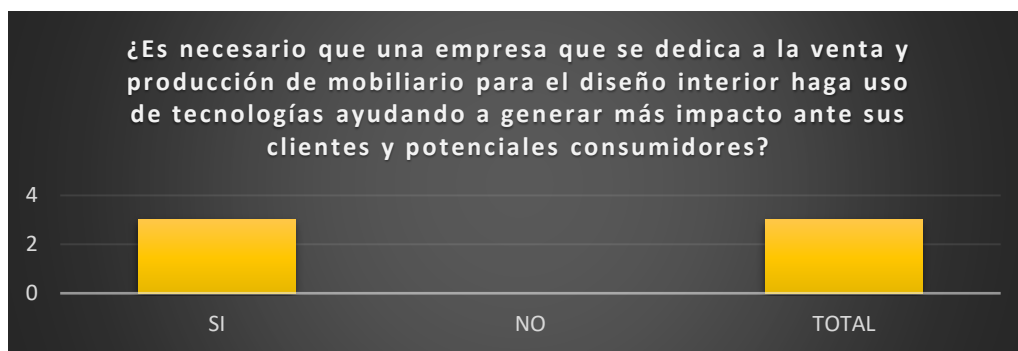 ¿Es necesario que una empresa que se dedica a la venta y
producción de mobiliario para el diseño interior haga uso
de tecnologías ayudando a generar más impacto ante sus
clientes y potenciales consumidores?
4
2
0
SI NO TOTAL